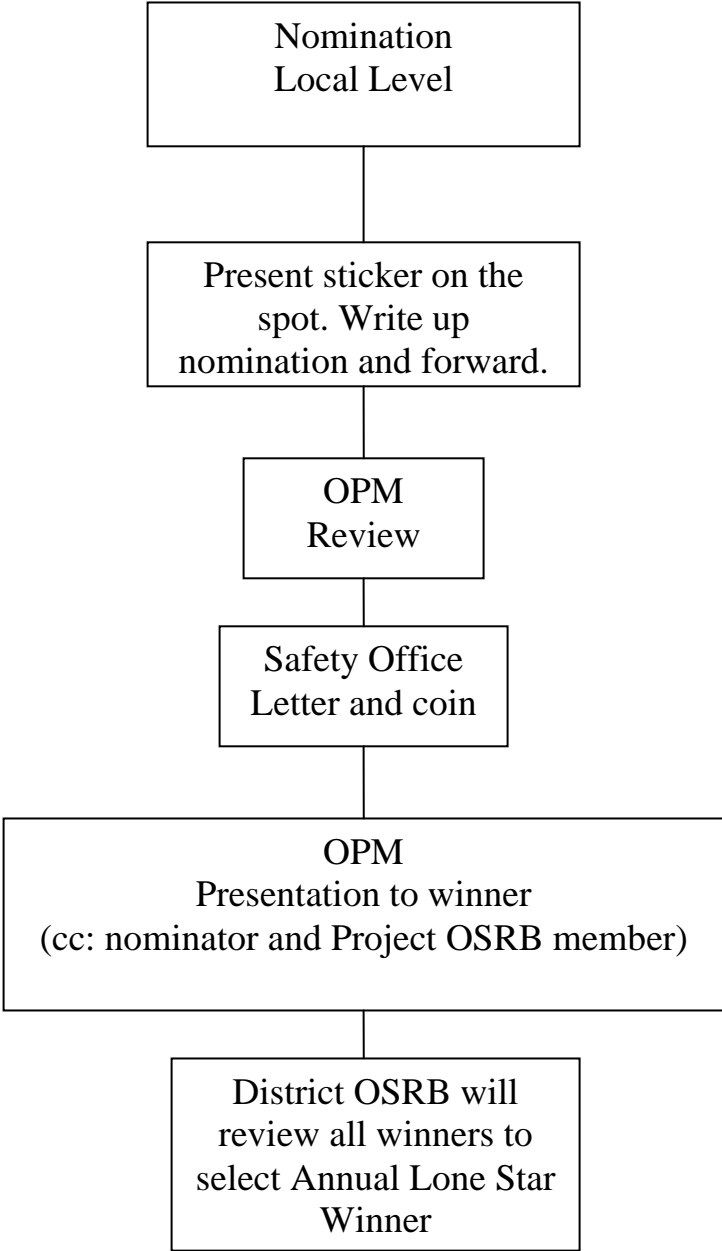 Nomination
Local Level
Present sticker on the
spot. Write up
nomination and forward.
OPM
Review
Safety Office
Letter and coin
OPM
Presentation to winner
(cc: nominator and Project OSRB member)
District OSRB will
review all winners to
select Annual Lone Star
Winner